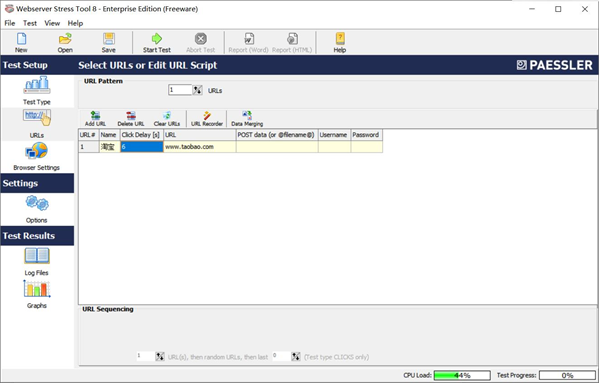 Webserver Stress Tool 8 - Enterprise Edition (Freeware)
File Test View Help
New Open Save Start Test Abort Test Report (Word) Report (HTML) Help
Test Setup
Select URLs or Edit URL Script
PAESSLER
URL Pattern
1 URLs
Test Type
http://
URLs
Add URL Delete URL Clear URLs URL Recorder Data Merging
URL # Name Click Delay [s] URL POST data (or @filename@) Username Password
1 淘宝 6 www.taobao.com
Browser Settings
Settings
Options
Test Results
Log Files
Graphs
URL Sequencing
1 URL(s), then random URLs, then last 0 (Test type CLICKS only)
CPU Load: 44% Test Progress: 0%